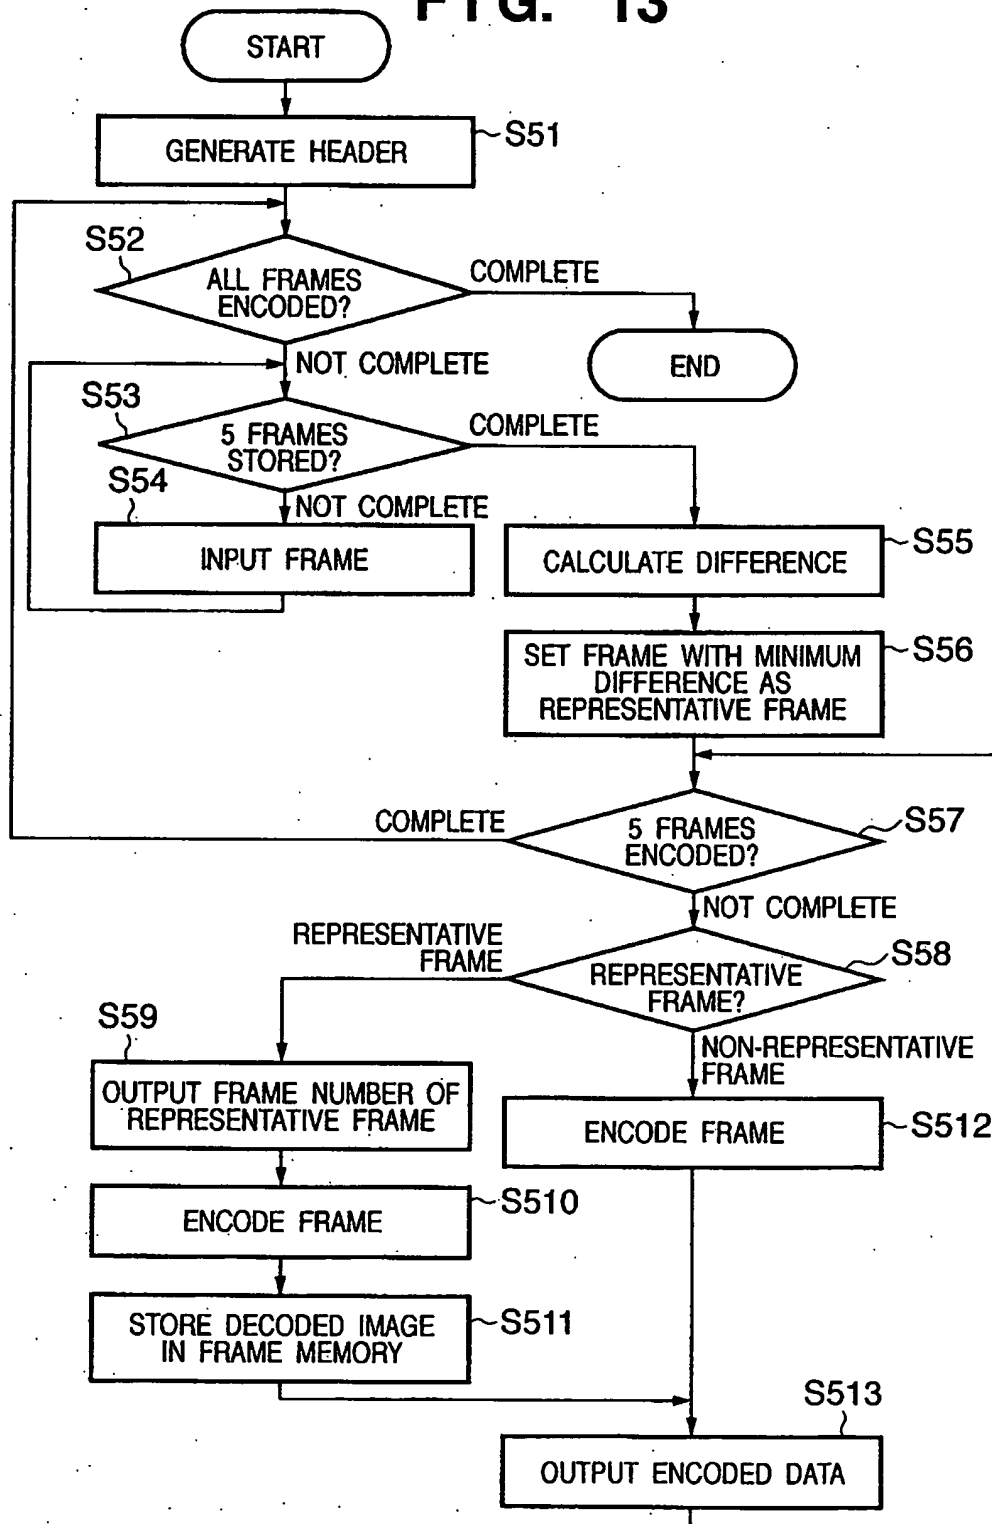 FIG. 13
START
GENERATE HEADER
S51
S52
ALL FRAMES
ENCODED?
COMPLETE
NOT COMPLETE
END
S53
5 FRAMES
STORED?
COMPLETE
S54
NOT COMPLETE
INPUT FRAME
CALCULATE DIFFERENCE
S55
SET FRAME WITH MINIMUM
DIFFERENCE AS
REPRESENTATIVE FRAME
S56
COMPLETE
5 FRAMES
ENCODED?
S57
NOT COMPLETE
REPRESENTATIVE
FRAME
REPRESENTATIVE
FRAME?
S58
NON-REPRESENTATIVE
FRAME
S59
OUTPUT FRAME NUMBER OF
REPRESENTATIVE FRAME
ENCODE FRAME
S512
ENCODE FRAME
S510
STORE DECODED IMAGE
IN FRAME MEMORY
S511
S513
OUTPUT ENCODED DATA